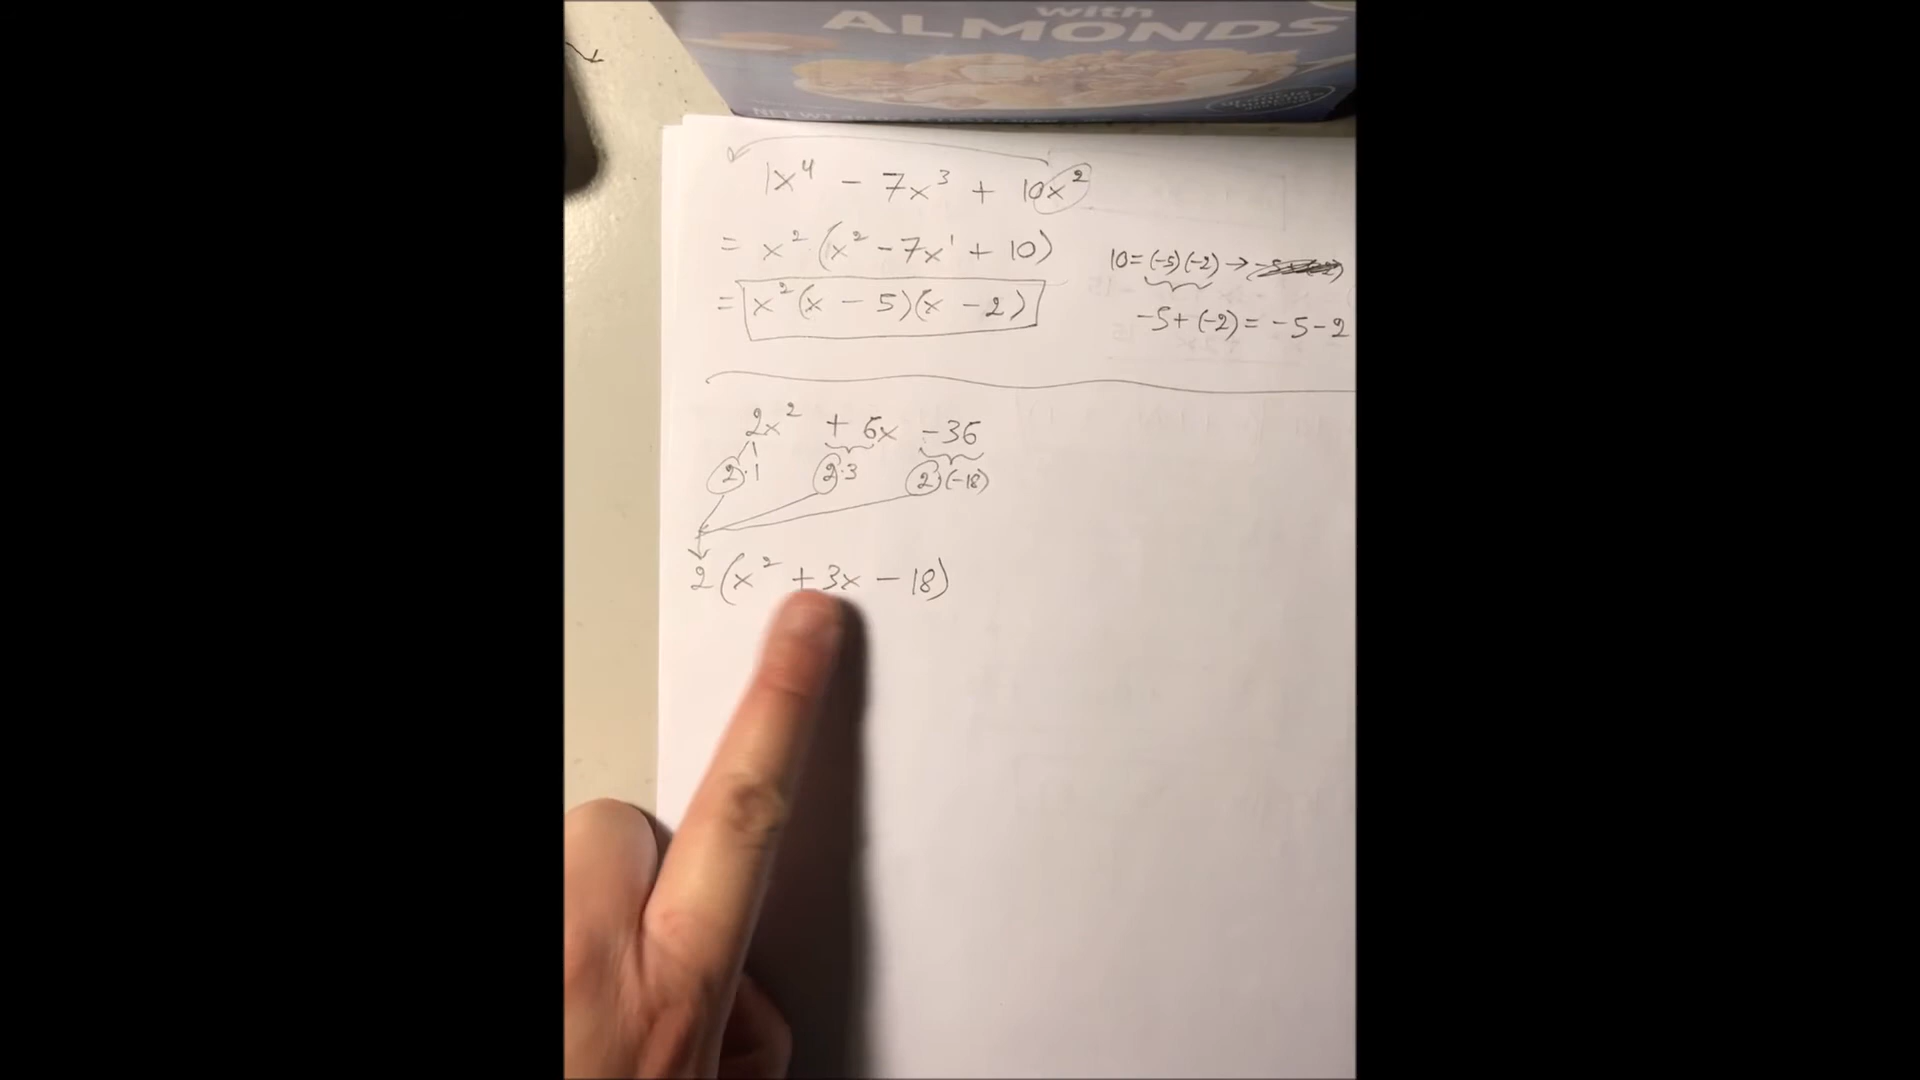 with
ALMONDS
1x⁴ - 7x³ + 10x²
= x² · (x² - 7x¹ + 10)
10 = (-5)(-2) →
= x²(x - 5)(x - 2)
-5 + (-2) = -5 - 2
2x² + 6x - 36
2·1 2·3 2·(-18)
2(x² + 3x - 18)